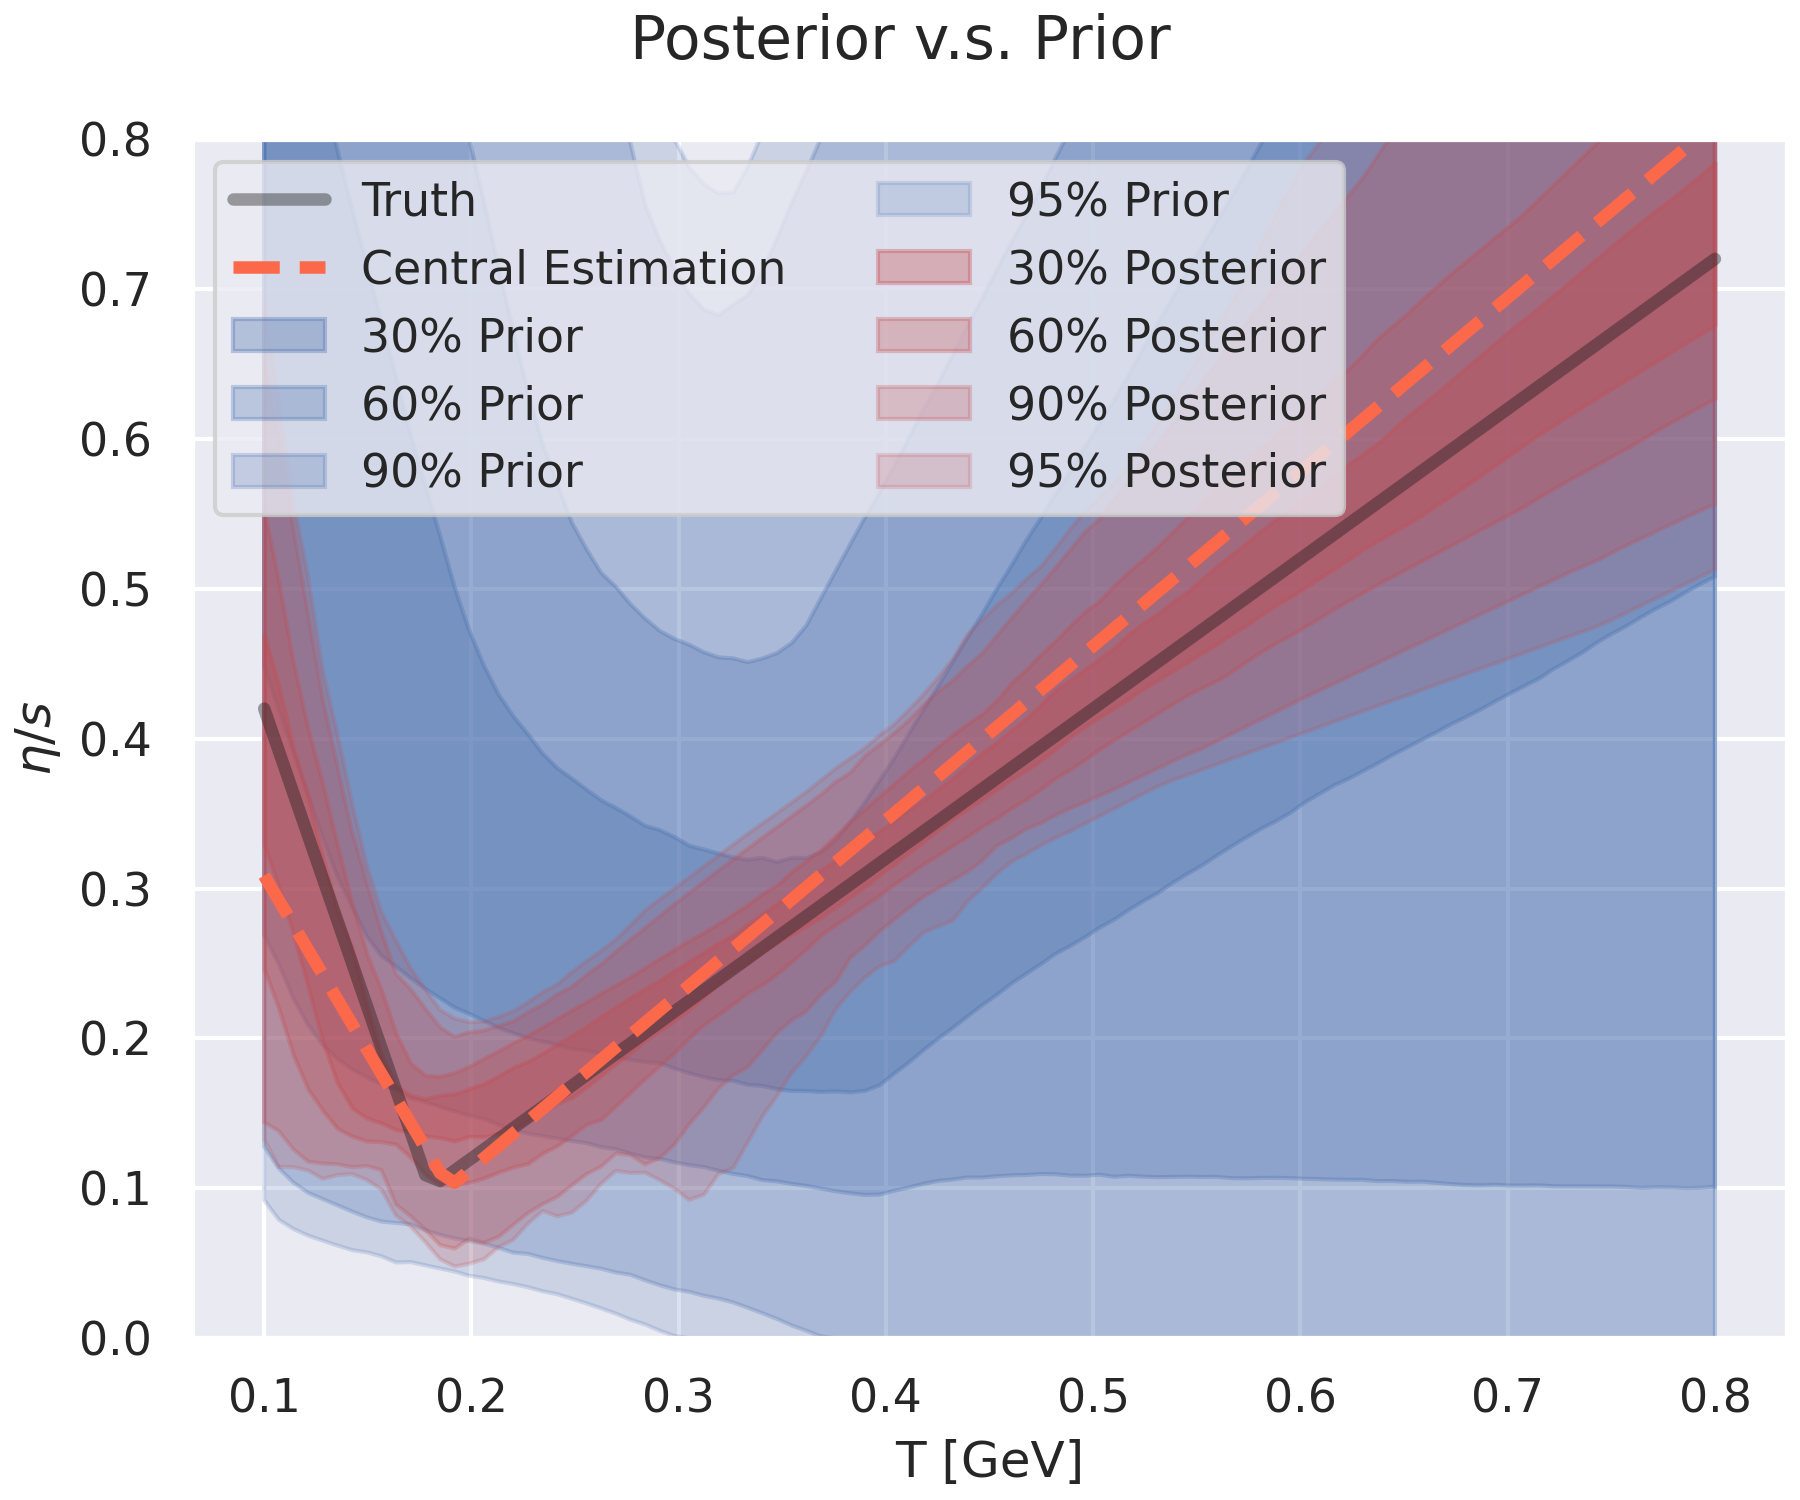 Posterior v.s. Prior
0.8
0.7
0.6
0.5
0.4
0.3
0.2
0.1
0.0
η/s
Truth
Central Estimation
30% Prior
60% Prior
90% Prior
95% Prior
30% Posterior
60% Posterior
90% Posterior
95% Posterior
0.1 0.2 0.3 0.4 0.5 0.6 0.7 0.8
T [GeV]